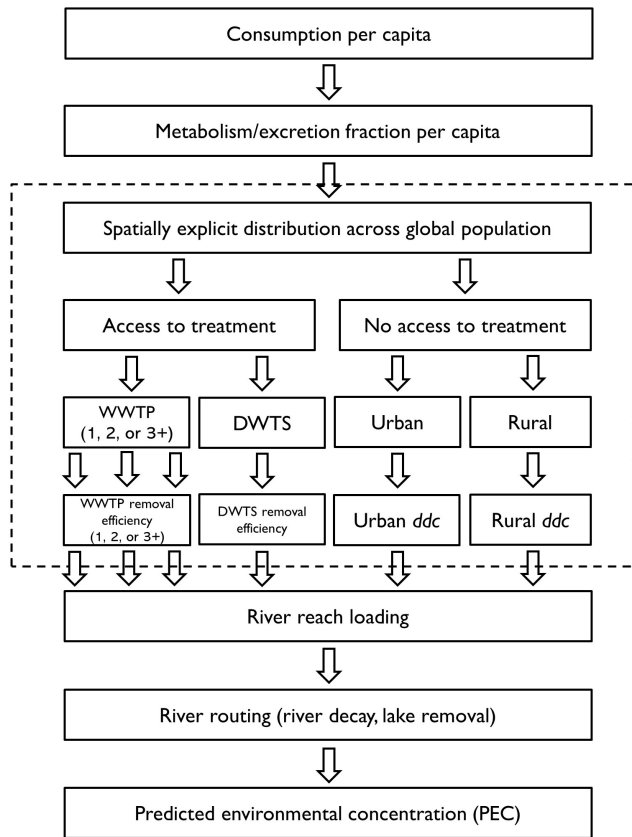 Consumption per capita
Metabolism/excretion fraction per capita
Spatially explicit distribution across global population
Access to treatment
No access to treatment
WWTP
(1, 2, or 3+)
DWTS
Urban
Rural
WWTP removal
efficiency
(1, 2, or 3+)
DWTS removal
efficiency
Urban ddc
Rural ddc
River reach loading
River routing (river decay, lake removal)
Predicted environmental concentration (PEC)